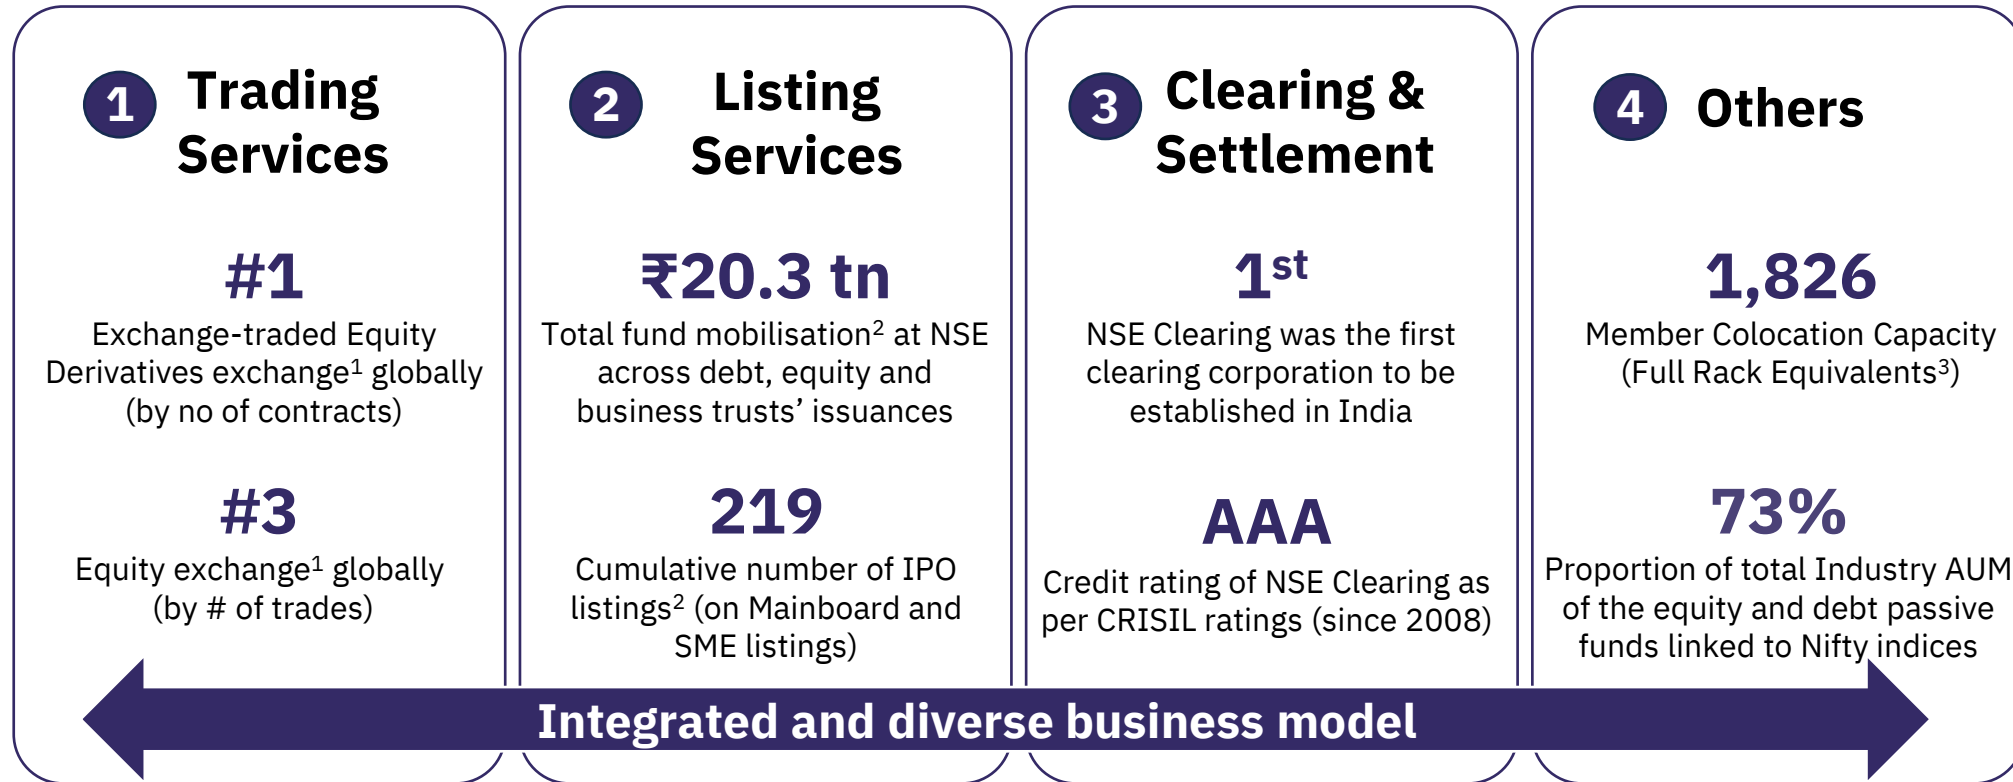 1
Trading
Services
#1
Exchange-traded Equity
Derivatives exchange¹ globally
(by no of contracts)
#3
Equity exchange¹ globally
(by # of trades)
2
Listing
Services
₹20.3 tn
Total fund mobilisation² at NSE
across debt, equity and
business trusts’ issuances
219
Cumulative number of IPO
listings² (on Mainboard and
SME listings)
3
Clearing &
Settlement
1st
NSE Clearing was the first
clearing corporation to be
established in India
AAA
Credit rating of NSE Clearing as
per CRISIL ratings (since 2008)
4
Others
1,826
Member Colocation Capacity
(Full Rack Equivalents³)
73%
Proportion of total Industry AUM
of the equity and debt passive
funds linked to Nifty indices
Integrated and diverse business model